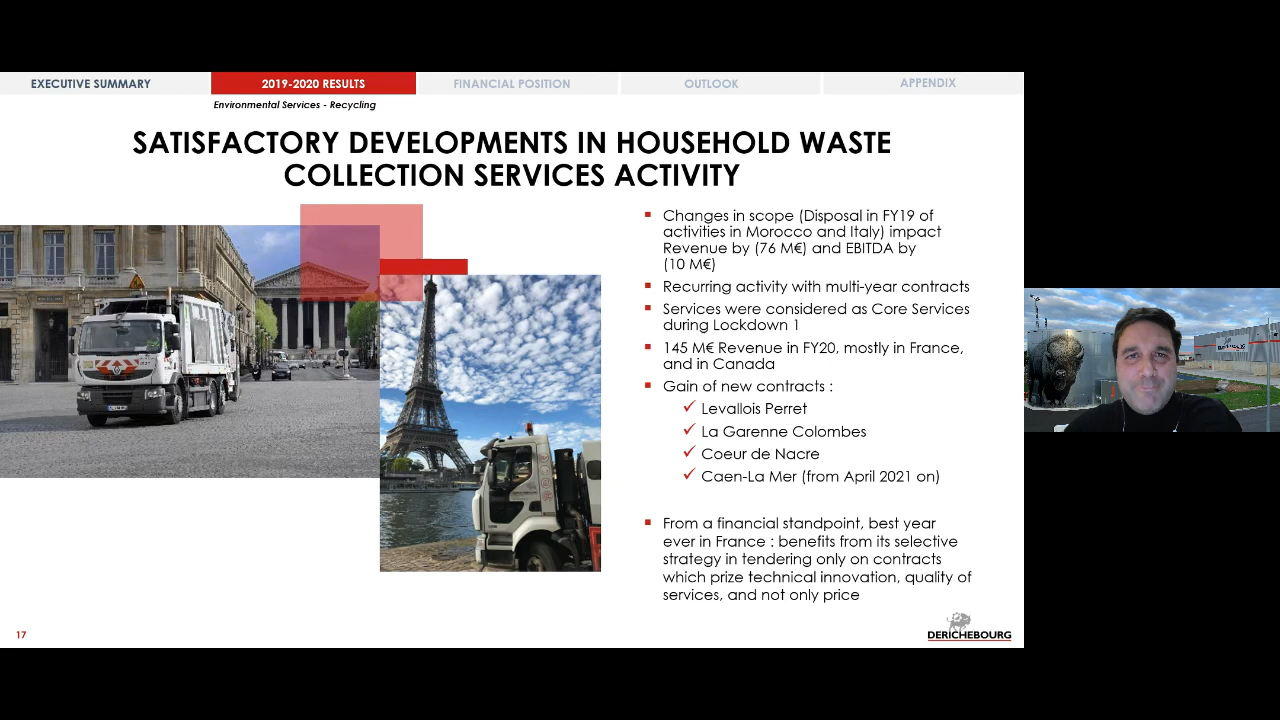 EXECUTIVE SUMMARY
2019-2020 RESULTS
FINANCIAL POSITION
OUTLOOK
APPENDIX
Environmental Services - Recycling
SATISFACTORY DEVELOPMENTS IN HOUSEHOLD WASTE
COLLECTION SERVICES ACTIVITY
Changes in scope (Disposal in FY19 of
activities in Morocco and Italy) impact
Revenue by (76 M€) and EBITDA by
(10 M€)
Recurring activity with multi-year contracts
Services were considered as Core Services
during Lockdown 1
145 M€ Revenue in FY20, mostly in France,
and in Canada
Gain of new contracts :
Levallois Perret
La Garenne Colombes
Coeur de Nacre
Caen-La Mer (from April 2021 on)
From a financial standpoint, best year
ever in France : benefits from its selective
strategy in tendering only on contracts
which prize technical innovation, quality of
services, and not only price
17
DERICHEBOURG